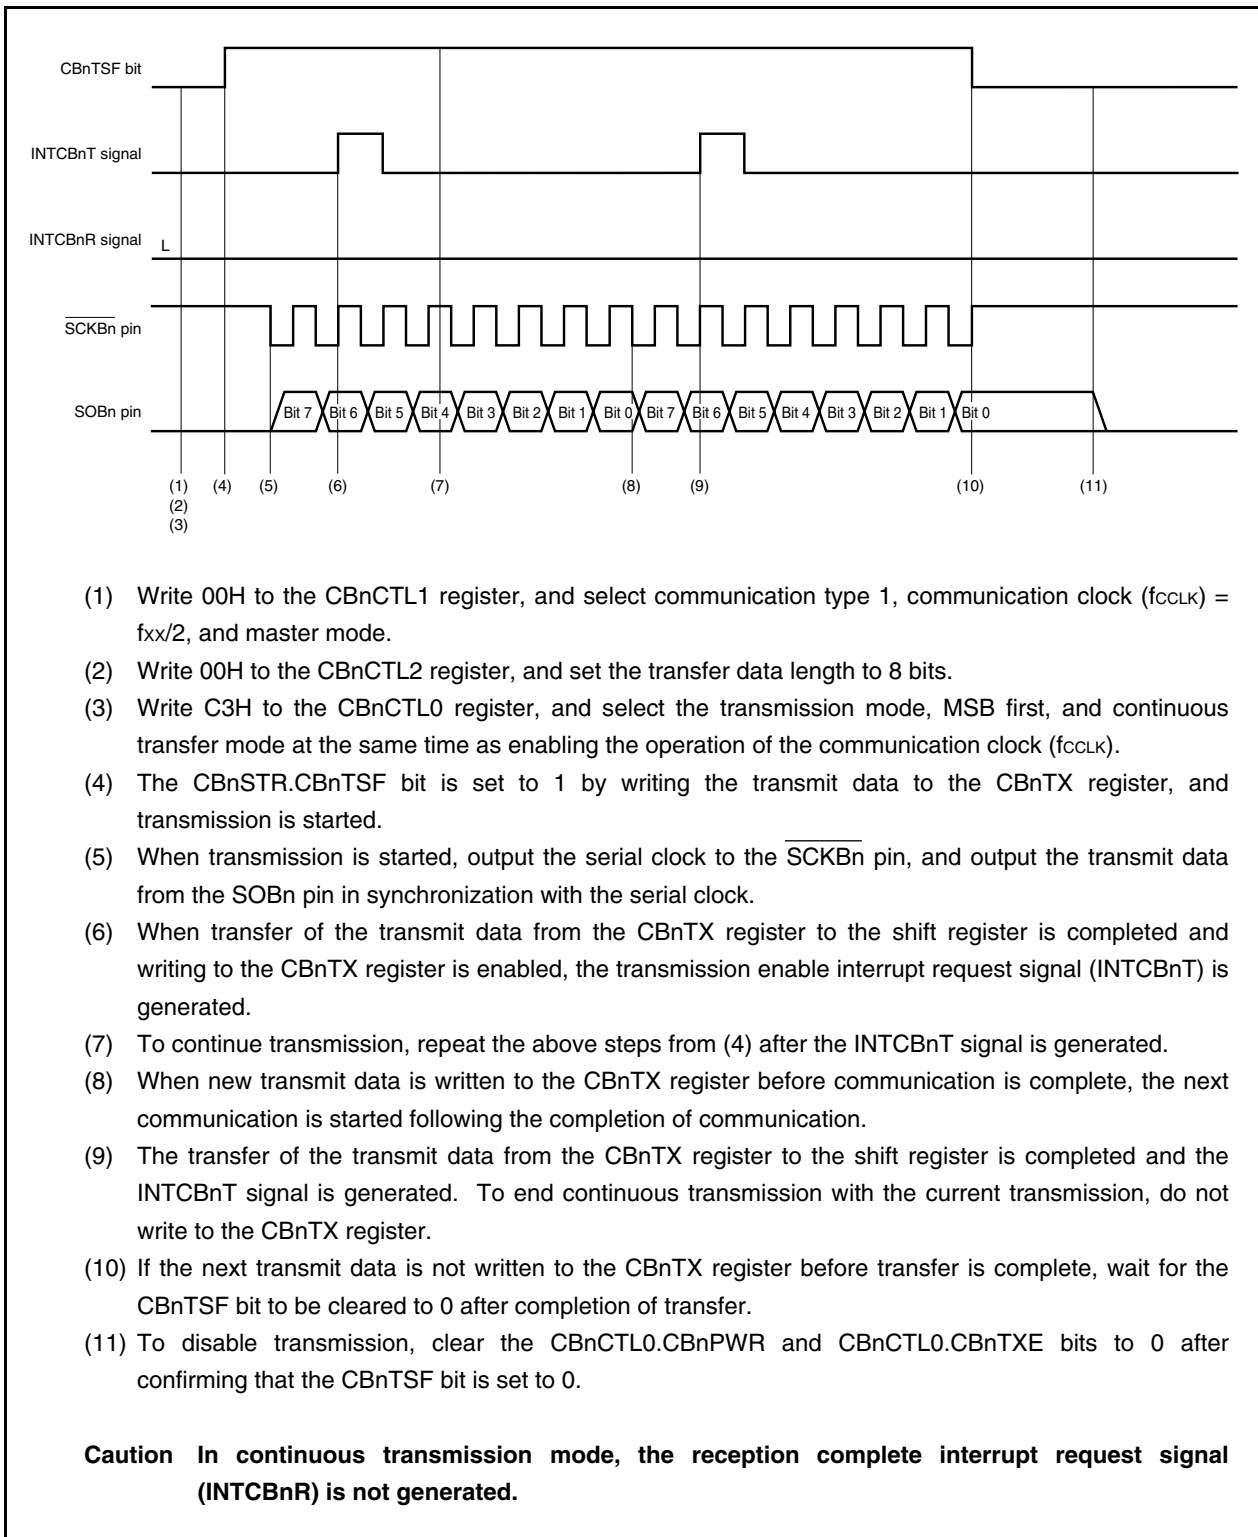 CBnTSF bit
INTCBnT signal
INTCBnR signal L
SCKBn pin
SOBn pin Bit 7 Bit 6 Bit 5 Bit 4 Bit 3 Bit 2 Bit 1 Bit 0 Bit 7 Bit 6 Bit 5 Bit 4 Bit 3 Bit 2 Bit 1 Bit 0
(1) (4) (5) (6) (7) (8) (9) (10) (11)
(2)
(3)
(1) Write 00H to the CBnCTL1 register, and select communication type 1, communication clock (fCCLK) =
fxx/2, and master mode.
(2) Write 00H to the CBnCTL2 register, and set the transfer data length to 8 bits.
(3) Write C3H to the CBnCTL0 register, and select the transmission mode, MSB first, and continuous
transfer mode at the same time as enabling the operation of the communication clock (fCCLK).
(4) The CBnSTR.CBnTSF bit is set to 1 by writing the transmit data to the CBnTX register, and
transmission is started.
(5) When transmission is started, output the serial clock to the SCKBn pin, and output the transmit data
from the SOBn pin in synchronization with the serial clock.
(6) When transfer of the transmit data from the CBnTX register to the shift register is completed and
writing to the CBnTX register is enabled, the transmission enable interrupt request signal (INTCBnT) is
generated.
(7) To continue transmission, repeat the above steps from (4) after the INTCBnT signal is generated.
(8) When new transmit data is written to the CBnTX register before communication is complete, the next
communication is started following the completion of communication.
(9) The transfer of the transmit data from the CBnTX register to the shift register is completed and the
INTCBnT signal is generated. To end continuous transmission with the current transmission, do not
write to the CBnTX register.
(10) If the next transmit data is not written to the CBnTX register before transfer is complete, wait for the
CBnTSF bit to be cleared to 0 after completion of transfer.
(11) To disable transmission, clear the CBnCTL0.CBnPWR and CBnCTL0.CBnTXE bits to 0 after
confirming that the CBnTSF bit is set to 0.
Caution In continuous transmission mode, the reception complete interrupt request signal
(INTCBnR) is not generated.